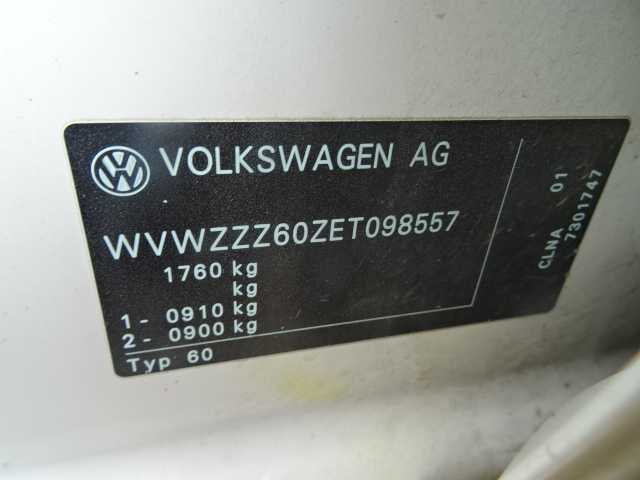 VOLKSWAGEN AG
WVWZZZ60ZET098557
1760 kg
kg
1 - 0910 kg
2 - 0900 kg
Typ 60
01
CLNA 7301747